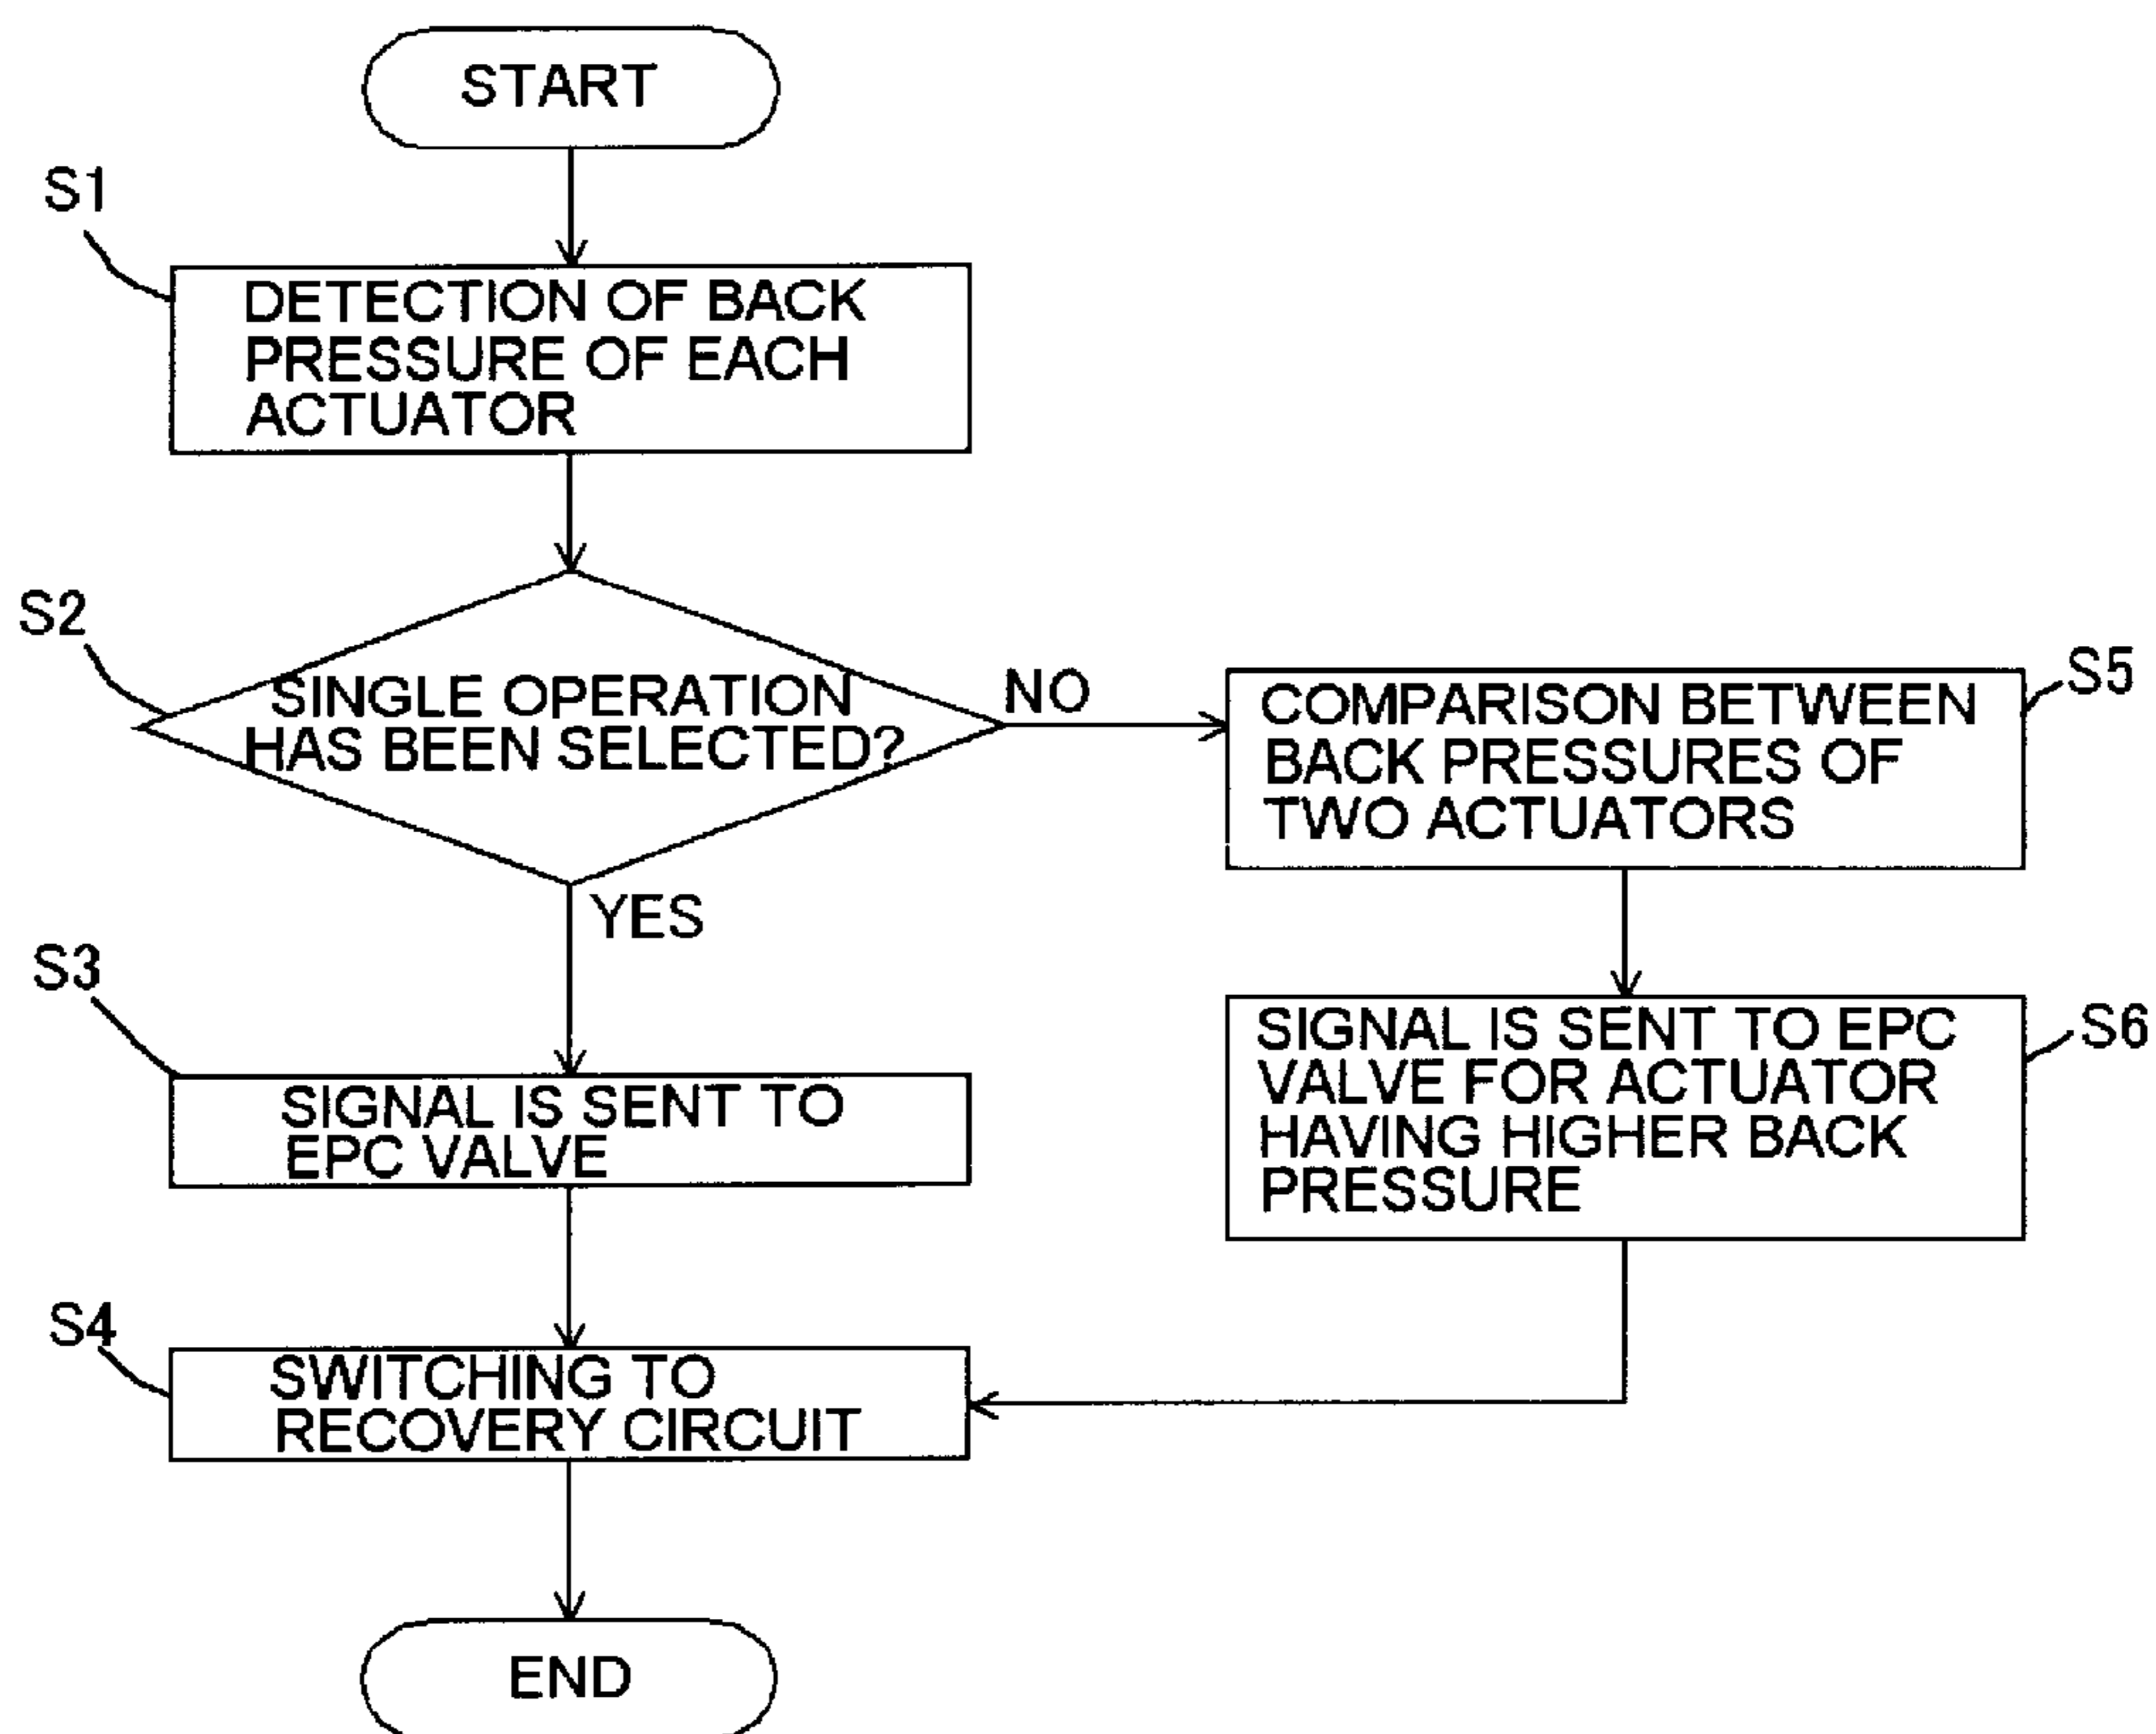 START
S1
DETECTION OF BACK
PRESSURE OF EACH
ACTUATOR
S2
SINGLE OPERATION
HAS BEEN SELECTED?
NO
YES
S3
SIGNAL IS SENT TO
EPC VALVE
S4
SWITCHING TO
RECOVERY CIRCUIT
END
S5
COMPARISON BETWEEN
BACK PRESSURES OF
TWO ACTUATORS
S6
SIGNAL IS SENT TO EPC
VALVE FOR ACTUATOR
HAVING HIGHER BACK
PRESSURE